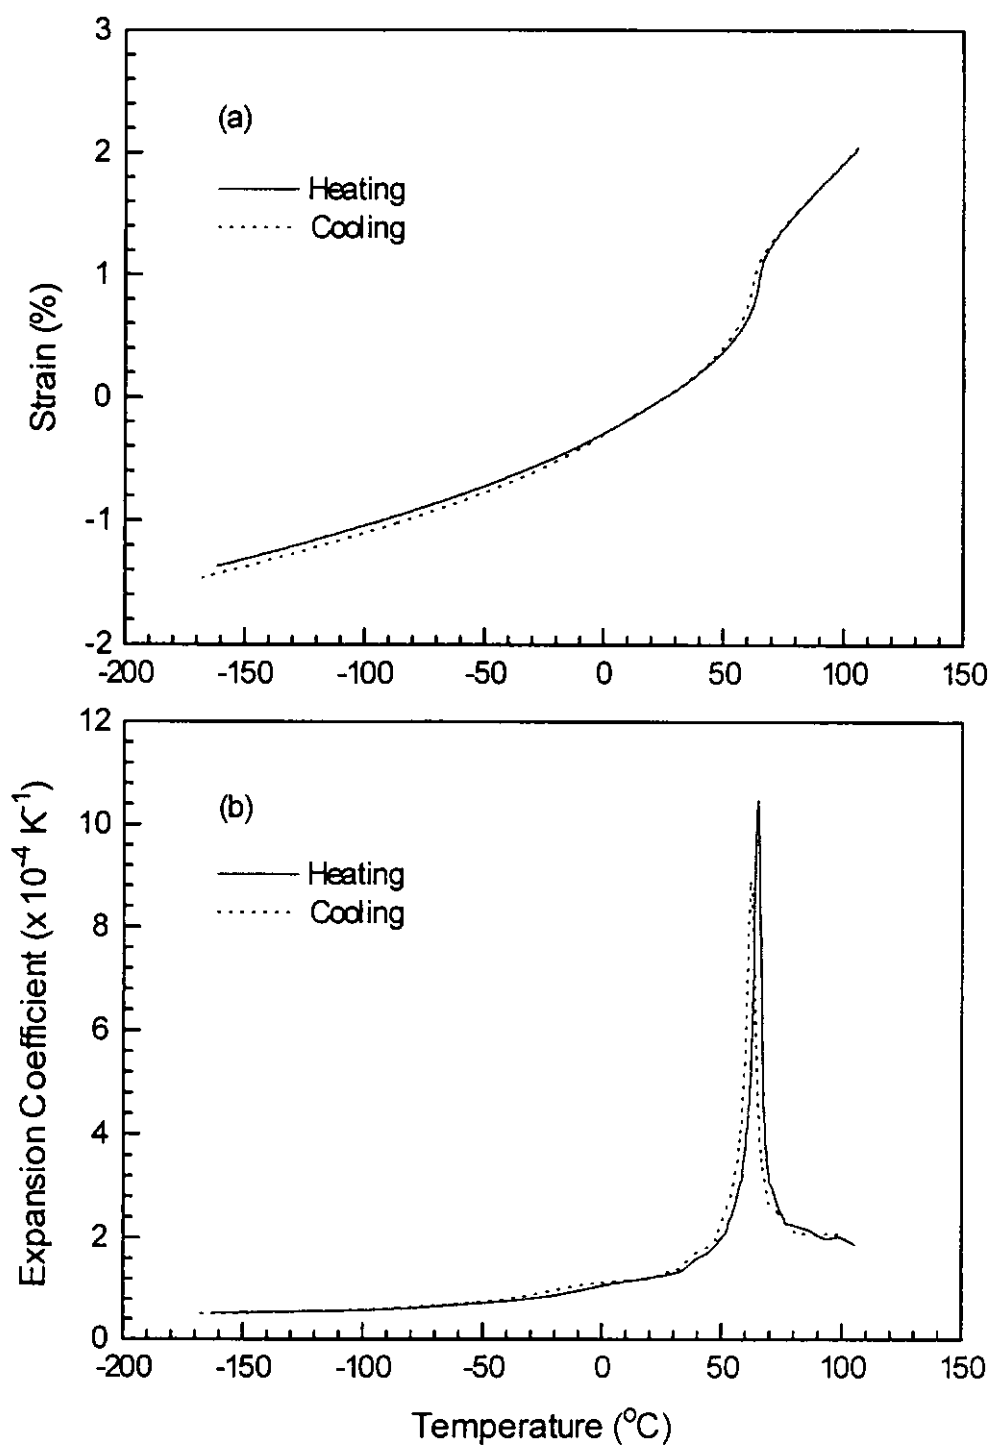 3
2
1
0
-1
-2
Strain (%)
(a)
Heating
Cooling
-200 -150 -100 -50 0 50 100 150
12
10
8
6
4
2
0
Expansion Coefficient (x 10⁻⁴ K⁻¹)
(b)
Heating
Cooling
-200 -150 -100 -50 0 50 100 150
Temperature (°C)